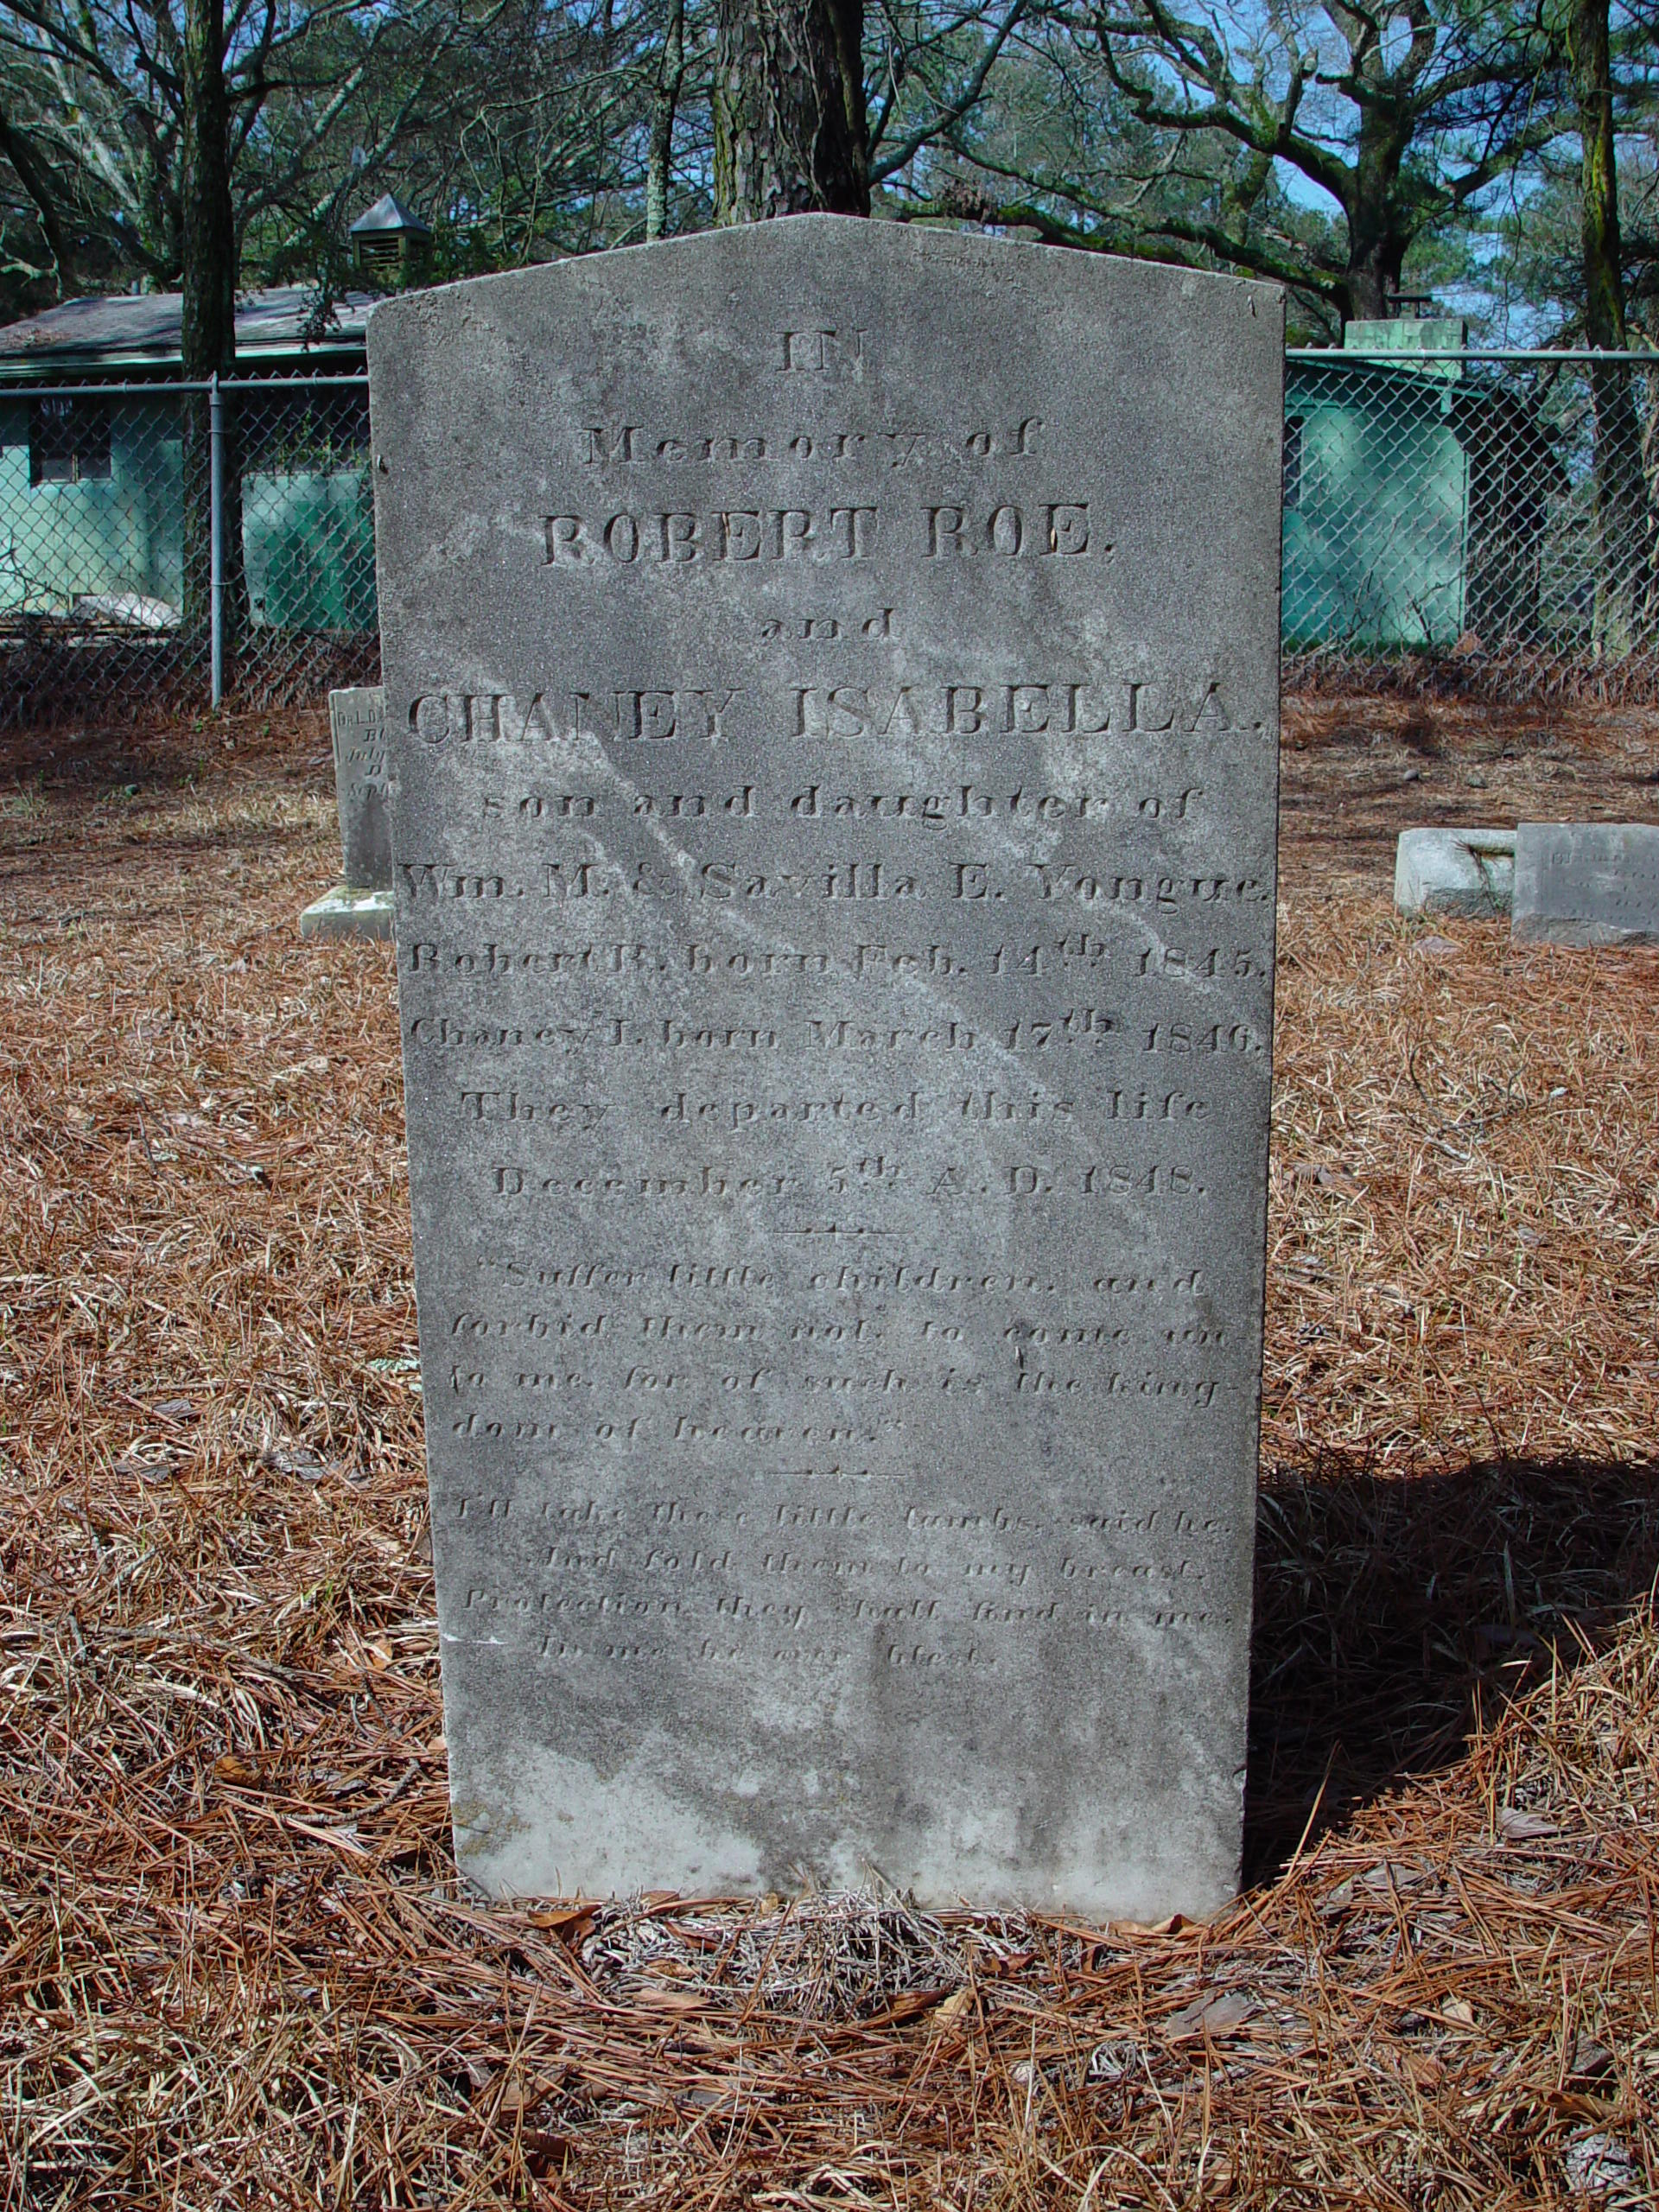 IN
Memory of
ROBERT ROE.
and
CHANEY ISABELLA.
son and daughter of
Wm. M. & Savilla E. Yongue.
Robert R. born Feb. 14th. 1845.
Chaney I. born March 17th. 1846.
They departed this life
December 5th. A. D. 1848.
"Suffer little children, and
forbid them not, to come un-
to me, for of such is the king-
dom of heaven."
I'll take these little lambs, said he,
And fold them to my breast,
Protection they shall find in me,
In me be ever blest.